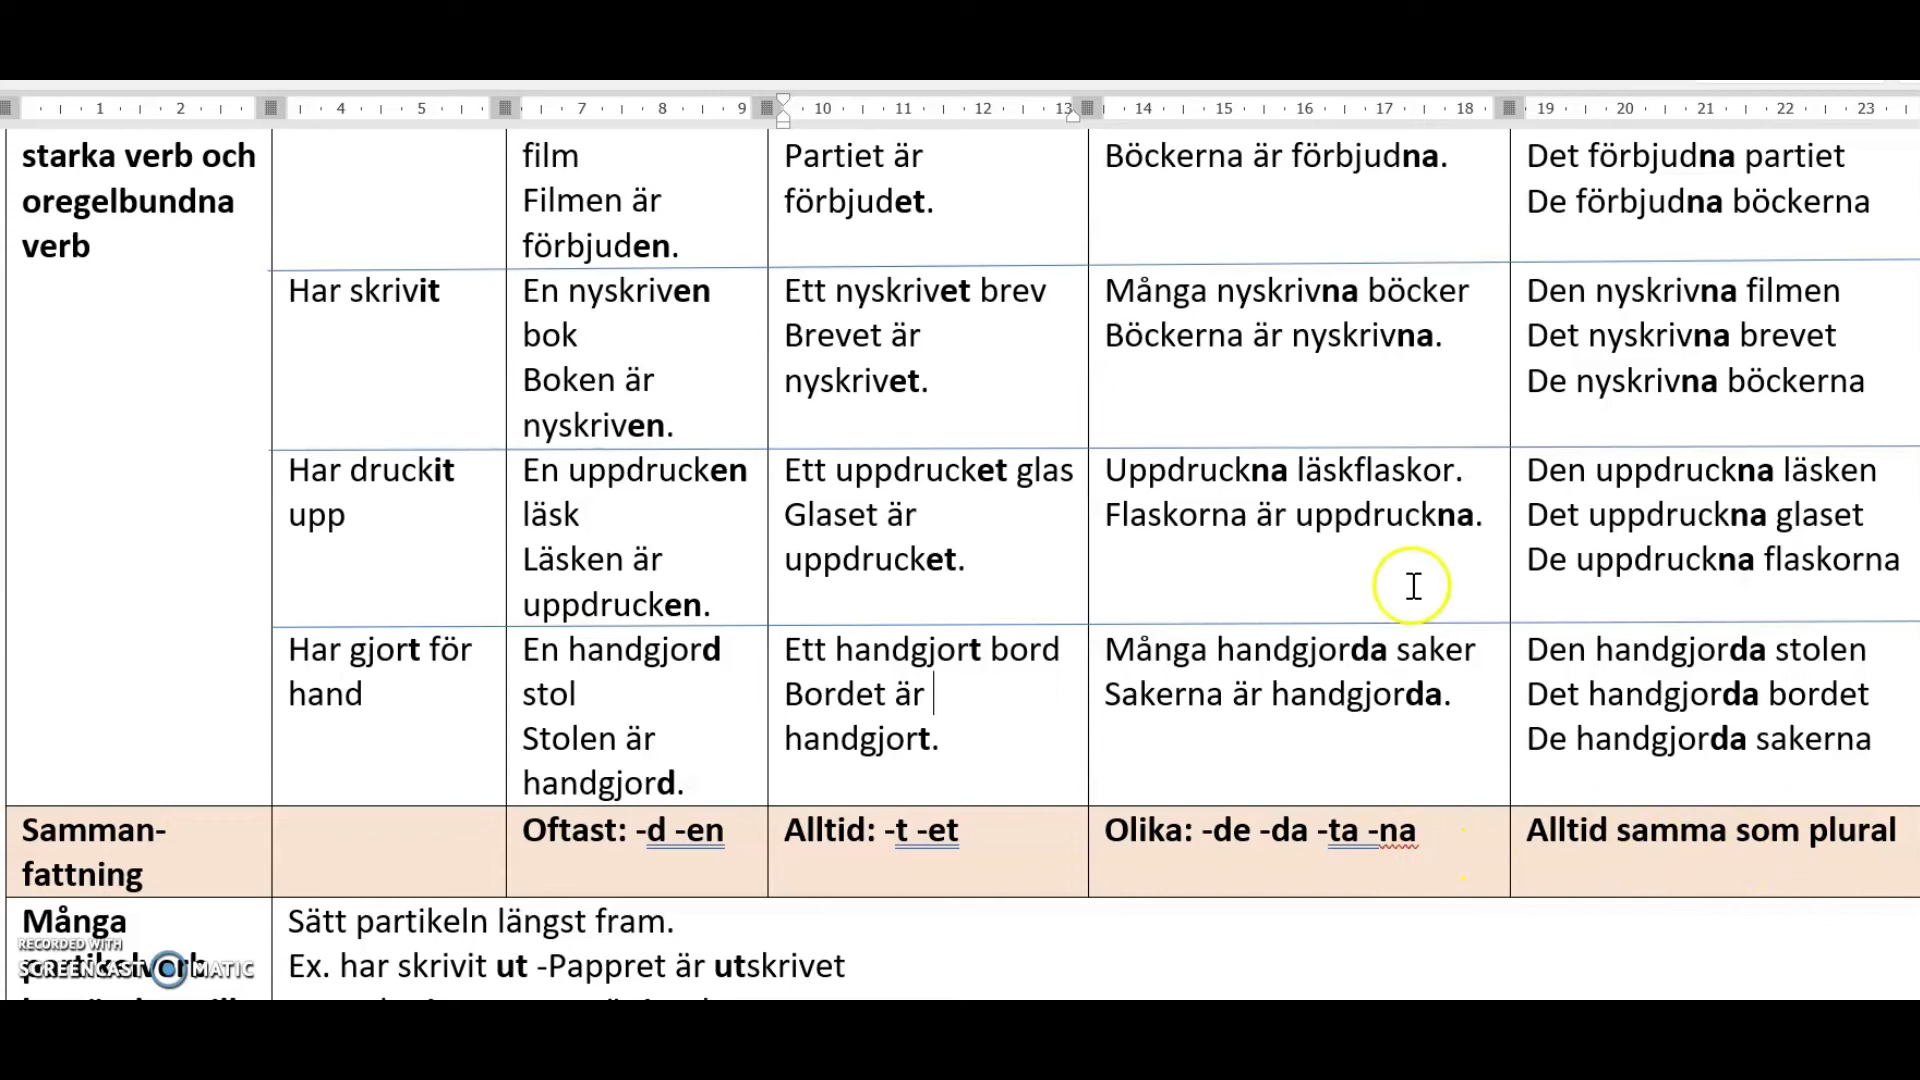 1 2 4 5 7 8 9 10 11 12 13 14 15 16 17 18 19 20 21 22 23
starka verb och
oregelbundna
verb
film
Filmen är
förbjuden.
Partiet är
förbjudet.
Böckerna är förbjudna.
Det förbjudna partiet
De förbjudna böckerna
Har skrivit
En nyskriven
bok
Boken är
nyskriven.
Ett nyskrivet brev
Brevet är
nyskrivet.
Många nyskrivna böcker
Böckerna är nyskrivna.
Den nyskrivna filmen
Det nyskrivna brevet
De nyskrivna böckerna
Har druckit
upp
En uppdrucken
läsk
Läsken är
uppdrucken.
Ett uppdrucket glas
Glaset är
uppdrucket.
Uppdruckna läskflaskor.
Flaskorna är uppdruckna.
Den uppdruckna läsken
Det uppdruckna glaset
De uppdruckna flaskorna
Har gjort för
hand
En handgjord
stol
Stolen är
handgjord.
Ett handgjort bord
Bordet är
handgjort.
Många handgjorda saker
Sakerna är handgjorda.
Den handgjorda stolen
Det handgjorda bordet
De handgjorda sakerna
Samman-
fattning
Oftast: -d -en
Alltid: -t -et
Olika: -de -da -ta -na
Alltid samma som plural
Många
partikelverb
Sätt partikeln längst fram.
Ex. har skrivit ut -Pappret är utskrivet
RECORDED WITH
SCREENCAST MATIC